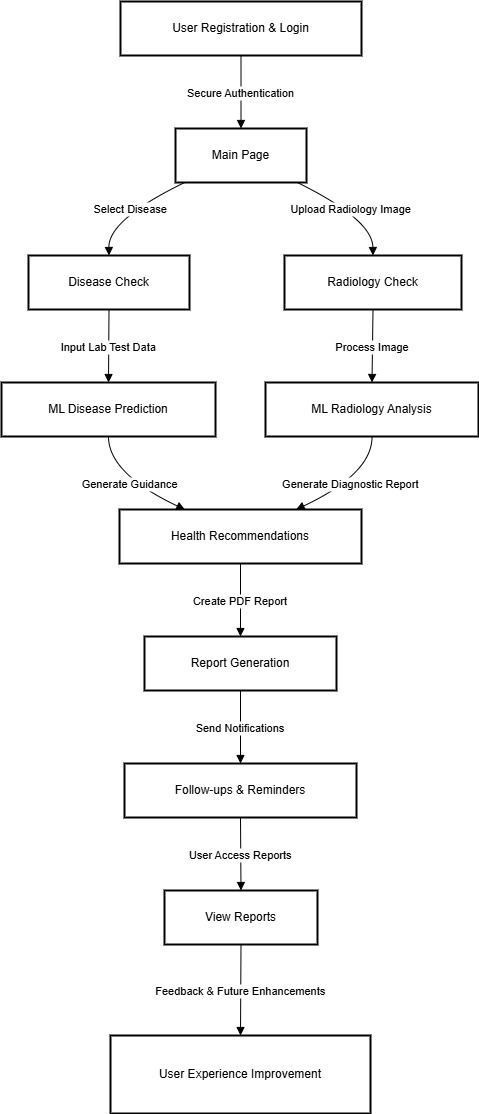 User Registration & Login
Secure Authentication
Main Page
Select Disease
Upload Radiology Image
Disease Check
Radiology Check
Input Lab Test Data
Process Image
ML Disease Prediction
ML Radiology Analysis
Generate Guidance
Generate Diagnostic Report
Health Recommendations
Create PDF Report
Report Generation
Send Notifications
Follow-ups & Reminders
User Access Reports
View Reports
Feedback & Future Enhancements
User Experience Improvement